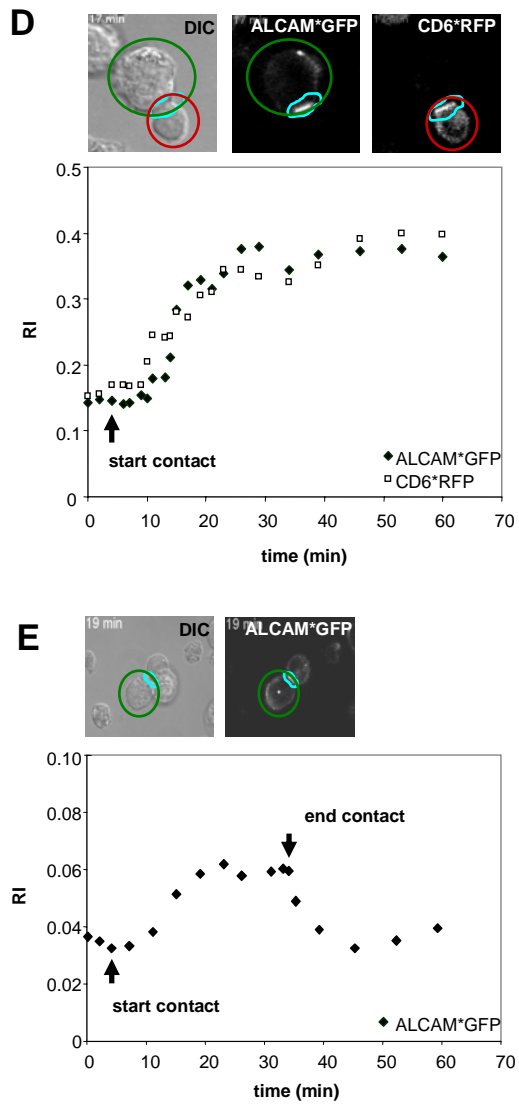 D
17 min
DIC
ALCAM*GFP
CD6*RFP
0.5
0.4
0.3
0.2
0.1
0
RI
start contact
ALCAM*GFP
CD6*RFP
0 10 20 30 40 50 60 70
time (min)
E
19 min
DIC
ALCAM*GFP
19 min
0.10
0.08
0.06
0.04
0.02
0.00
RI
end contact
start contact
ALCAM*GFP
0 10 20 30 40 50 60 70
time (min)